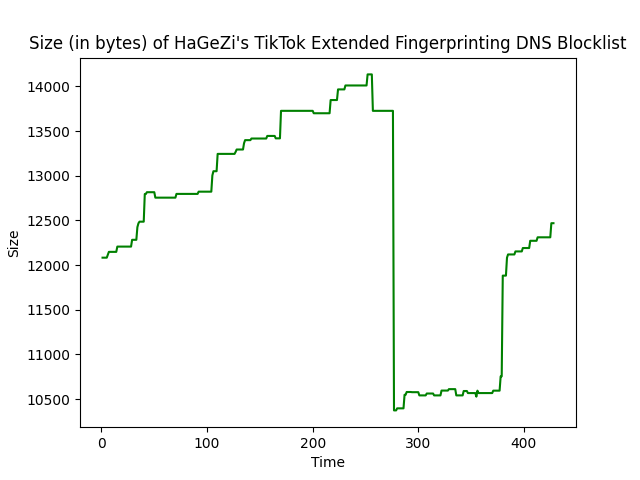 Size (in bytes) of HaGeZi's TikTok Extended Fingerprinting DNS Blocklist
14000
13500
13000
12500
12000
11500
11000
10500
Size
0 100 200 300 400
Time